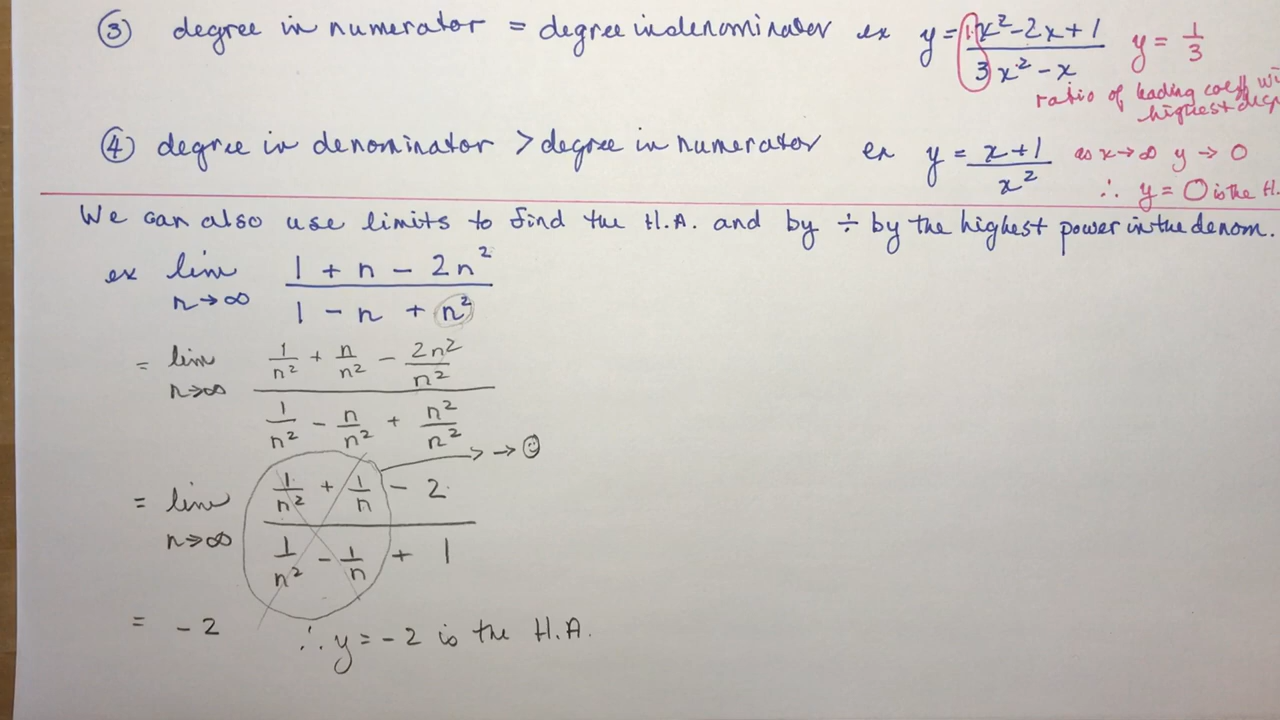 ③ degree in numerator = degree in denominator ex y = 1x²-2x+1 / 3x²-x y = 1/3
ratio of leading coeff
highest
④ degree in denominator > degree in numerator ex y = x+1 / x² as x→∞ y → 0
∴ y = 0 is the H.
We can also use limits to find the H.A. and by ÷ by the highest power in the denom.
ex lim n→∞ 1 + n - 2n² / 1 - n + n²
= lim n→∞ 1/n² + n/n² - 2n²/n² / 1/n² - n/n² + n²/n²
→ ☺
= lim n→∞ 1/n² + 1/n - 2 / 1/n² - 1/n + 1
= -2 ∴ y = -2 is the H.A.